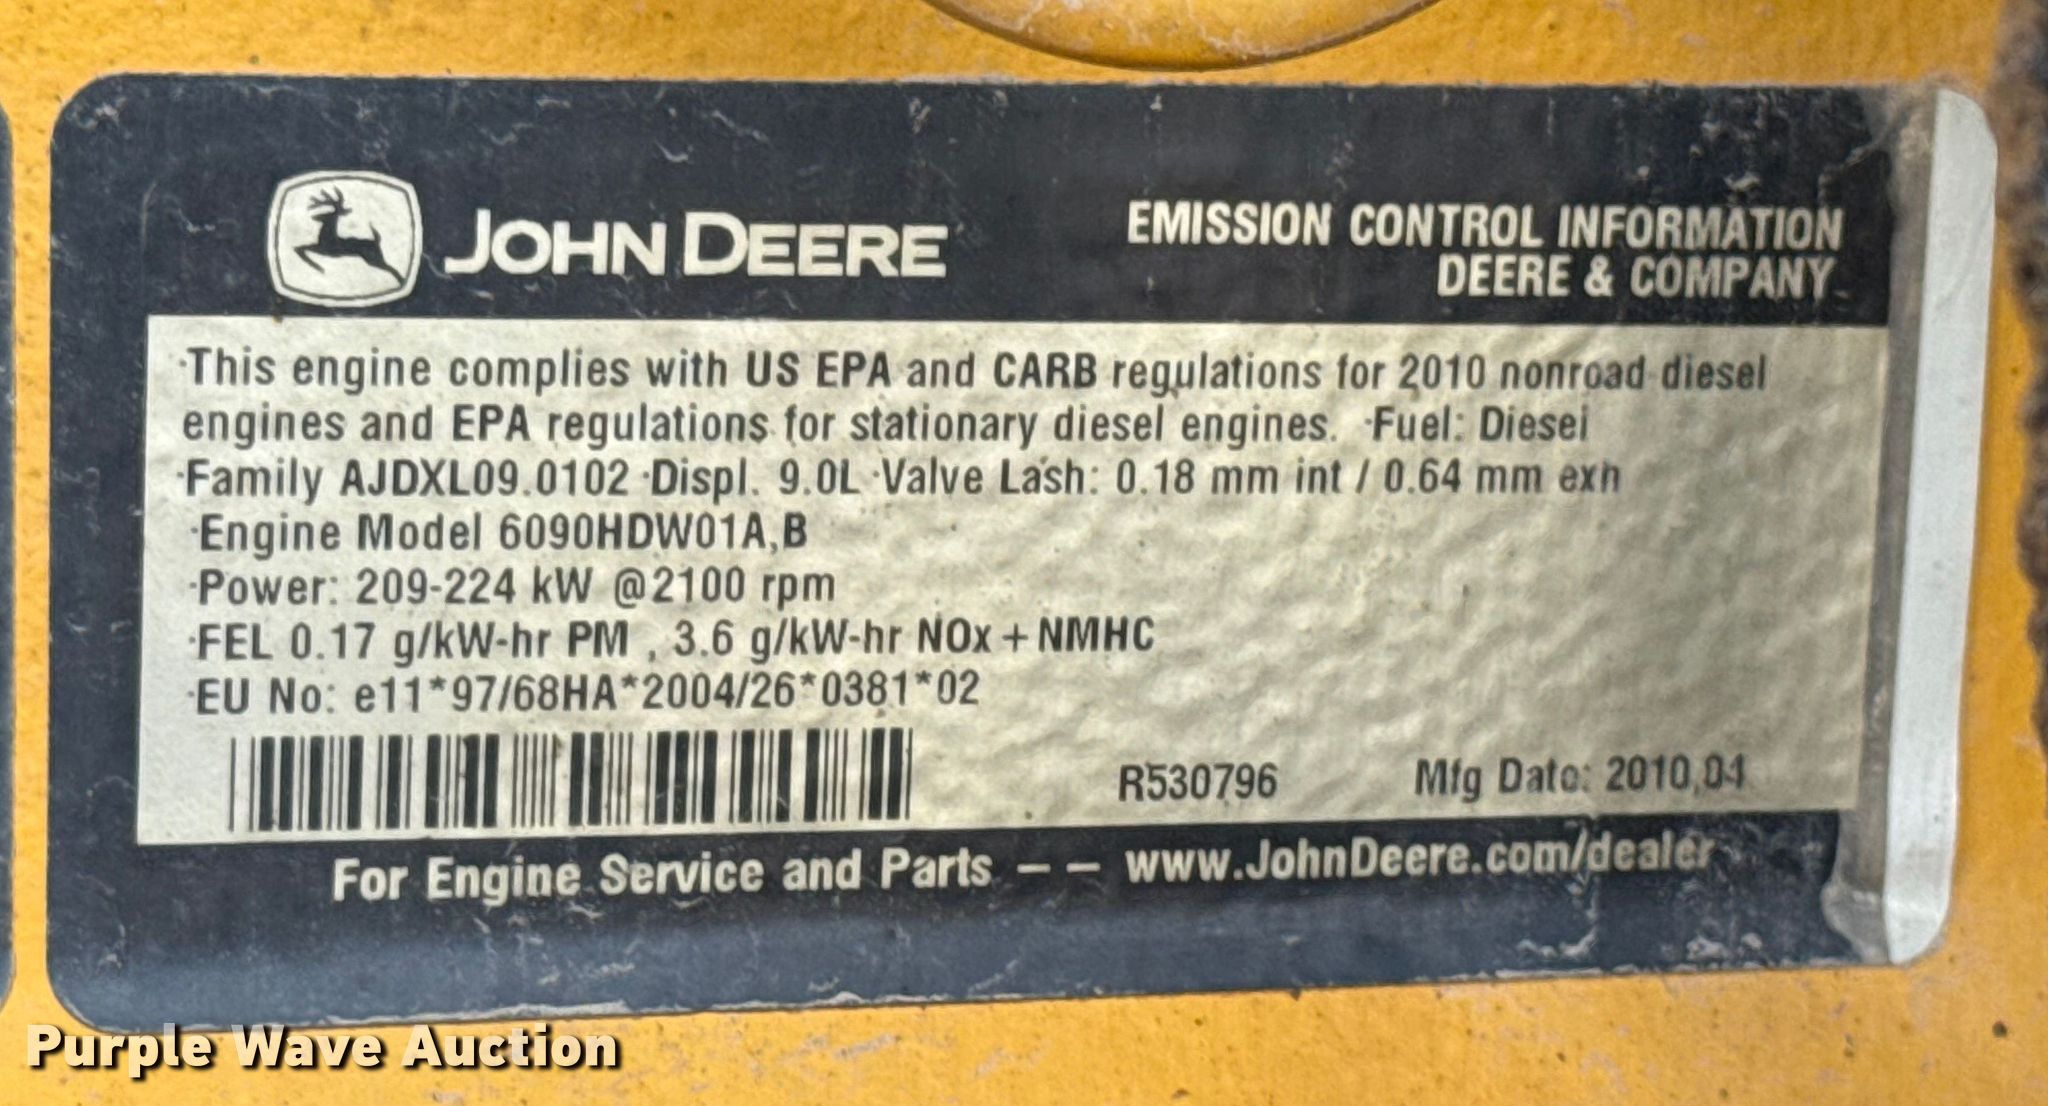 JOHN DEERE
EMISSION CONTROL INFORMATION
DEERE & COMPANY
·This engine complies with US EPA and CARB regulations for 2010 nonroad diesel
engines and EPA regulations for stationary diesel engines. ·Fuel: Diesel
·Family AJDXL09.0102 ·Displ. 9.0L ·Valve Lash: 0.18 mm int / 0.64 mm exh
·Engine Model 6090HDW01A,B
·Power: 209-224 kW @2100 rpm
·FEL 0.17 g/kW-hr PM , 3.6 g/kW-hr NOx + NMHC
·EU No: e11*97/68HA*2004/26*0381*02
R530796 Mfg Date: 2010,04
For Engine Service and Parts — — www.JohnDeere.com/dealer
Purple Wave Auction